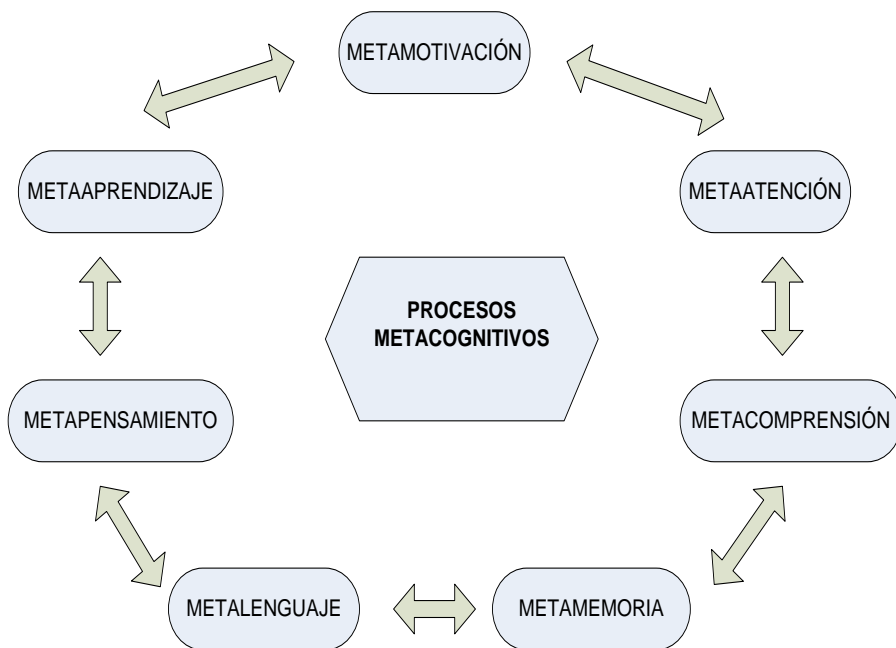 METAMOTIVACIÓN
METAAPRENDIZAJE
METAATENCIÓN
PROCESOS
METACOGNITIVOS
METAPENSAMIENTO
METACOMPRENSIÓN
METALENGUAJE
METAMEMORIA